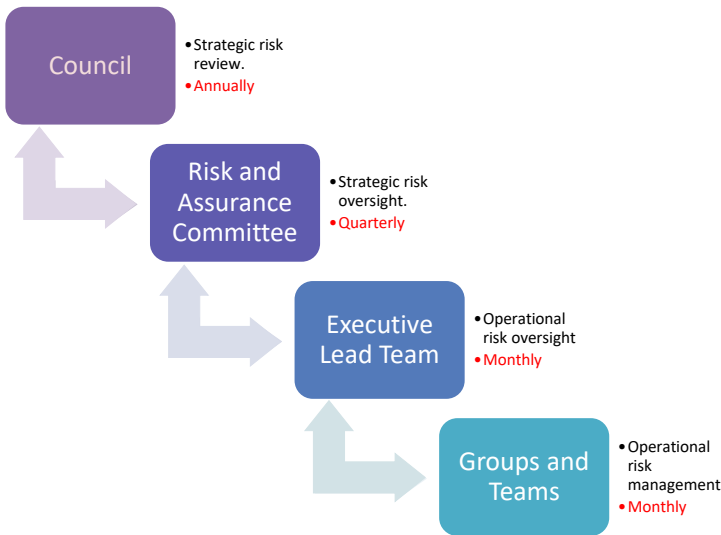 Council
•Strategic risk
review.
•Annually
Risk and
Assurance
Committee
•Strategic risk
oversight.
•Quarterly
Executive
Lead Team
•Operational
risk oversight
•Monthly
Groups and
Teams
•Operational
risk
management
•Monthly